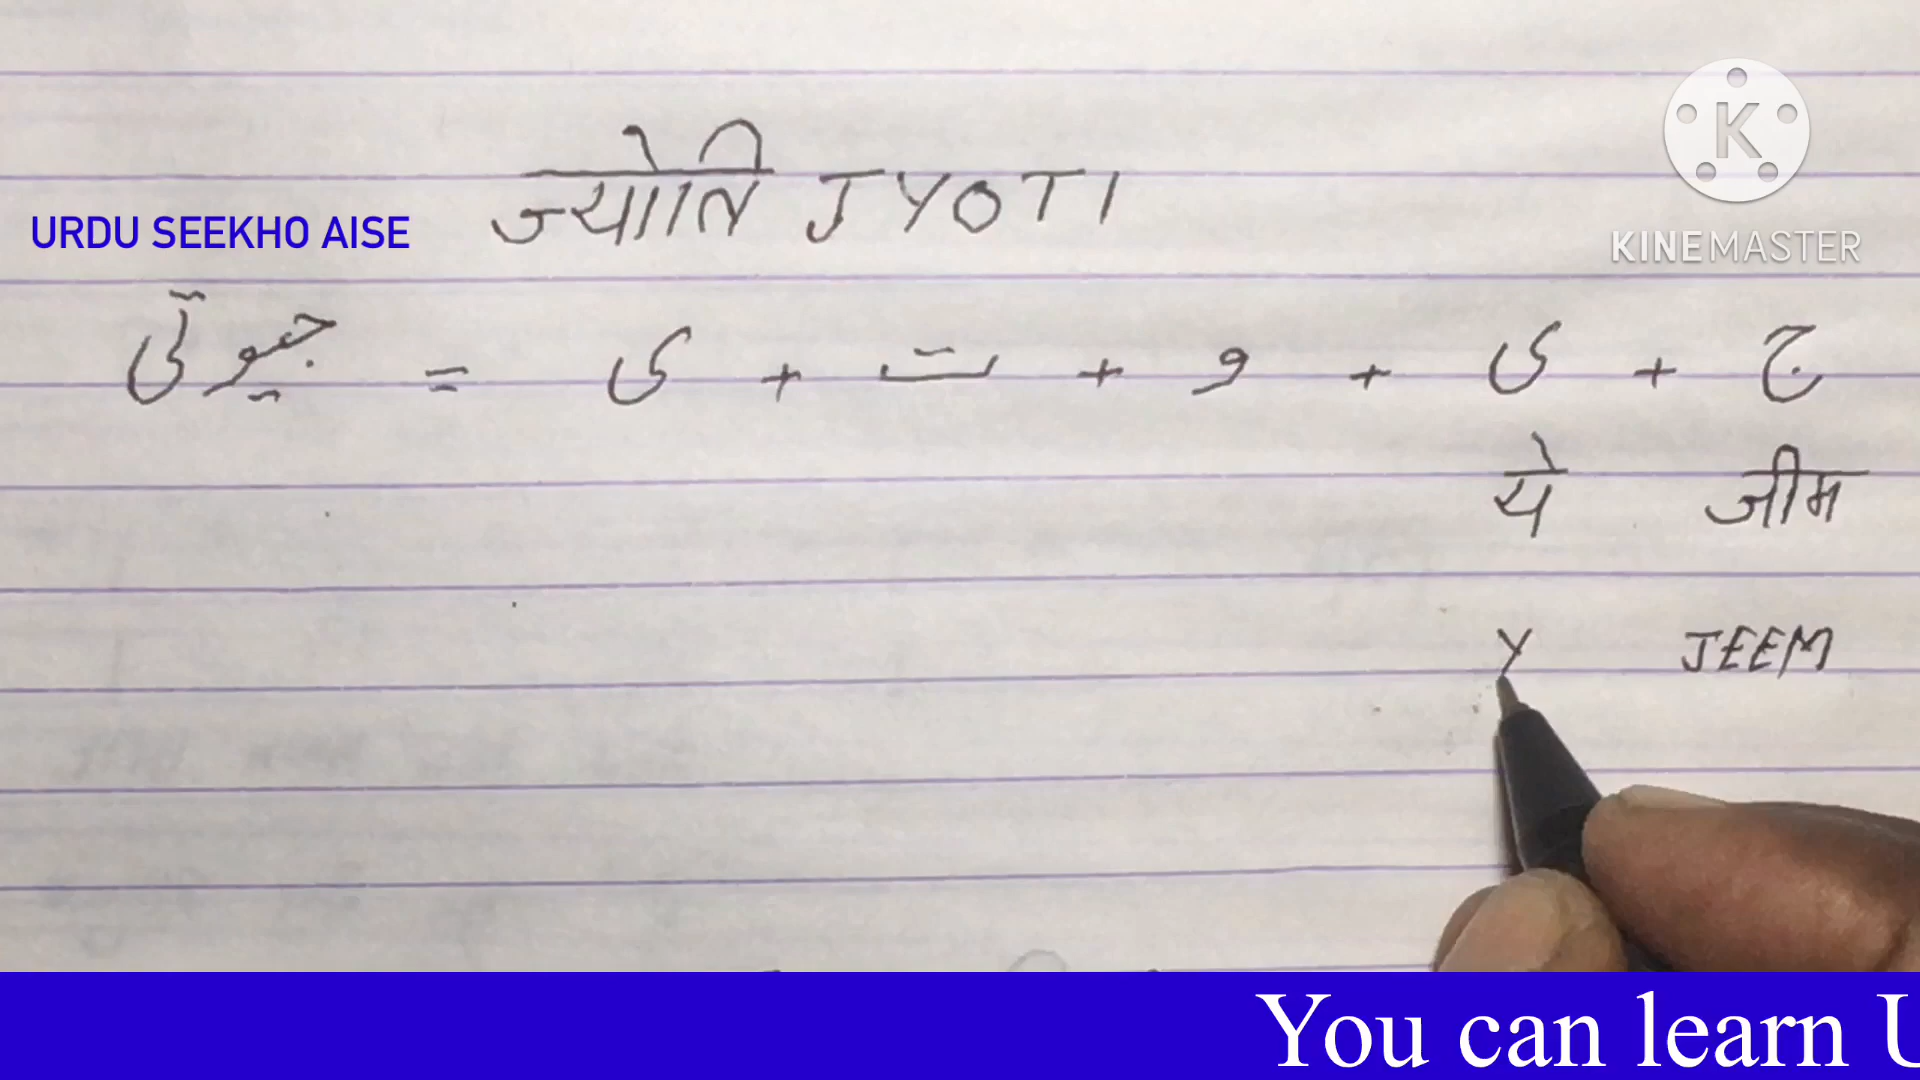 ज्योति JYOTI
KINEMASTER
URDU SEEKHO AISE
ج + ی + و + ت + ی = جیوتی
जीम ये
JEEM Y
You can learn U